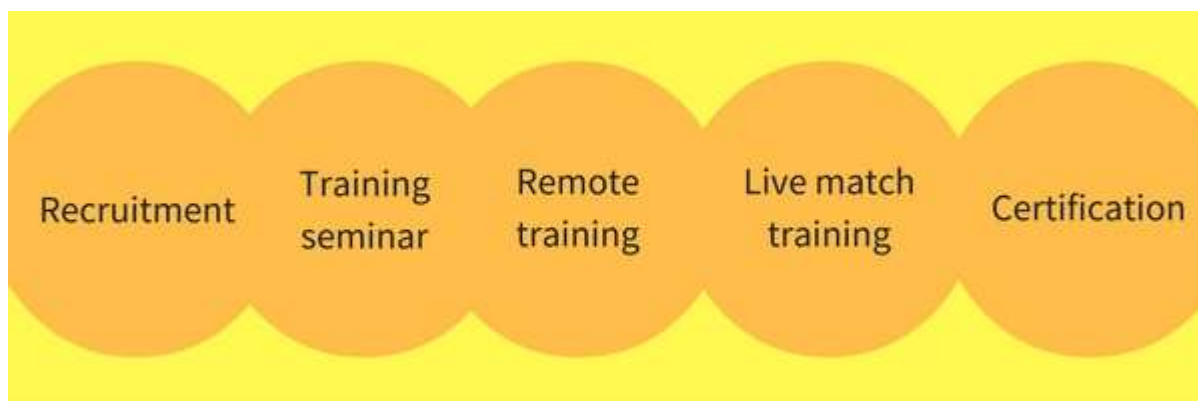 Recruitment
Training
seminar
Remote
training
Live match
training
Certification